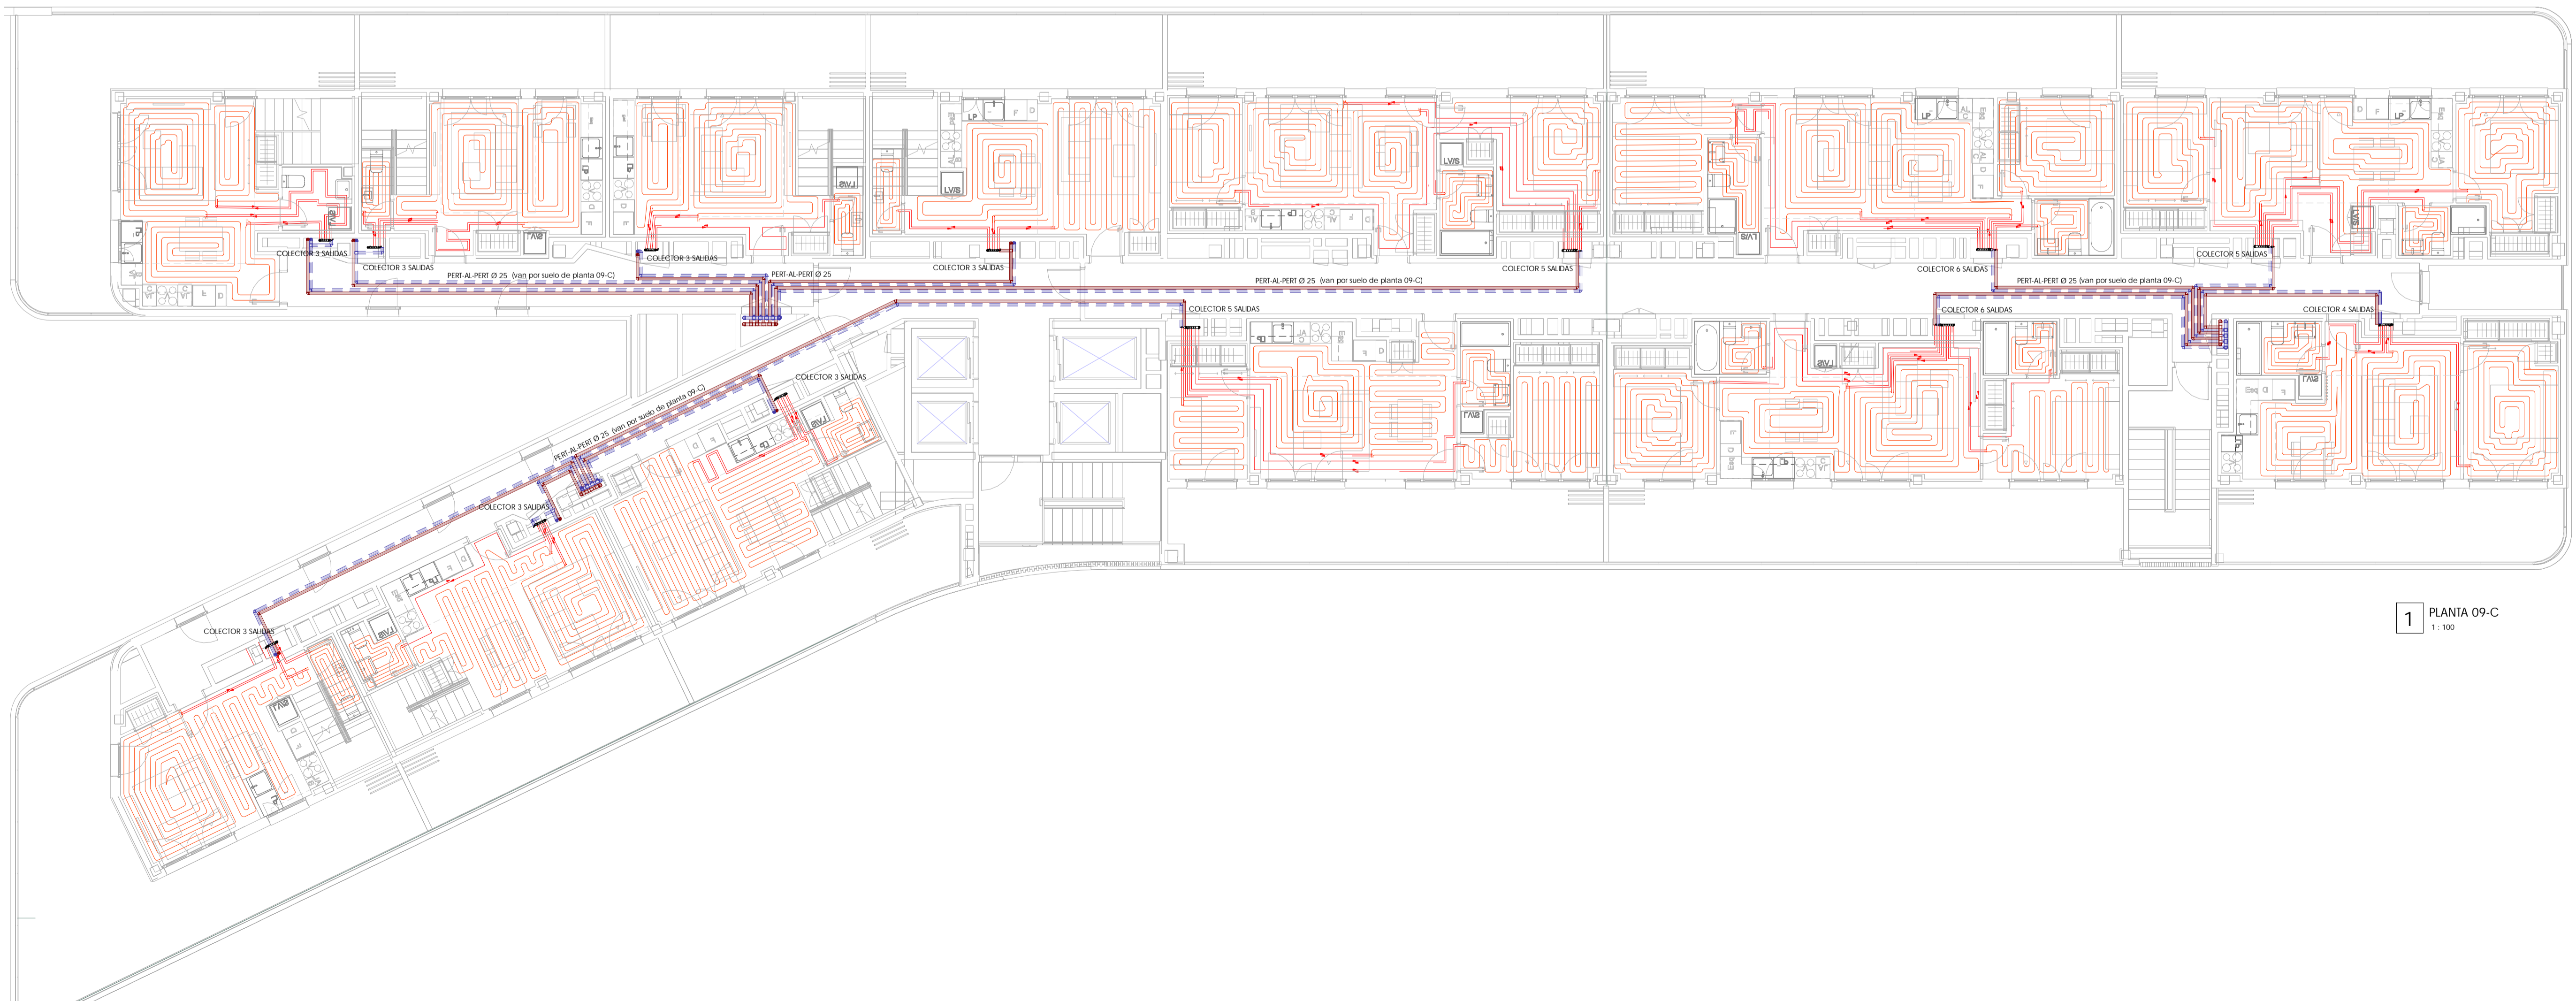 LP
F
D
LP
F
D
LV/S
LV/S
LP
LP
COLECTOR 3 SALIDAS
COLECTOR 3 SALIDAS
COLECTOR 3 SALIDAS
COLECTOR 3 SALIDAS
COLECTOR 5 SALIDAS
COLECTOR 6 SALIDAS
COLECTOR 5 SALIDAS
PERT-AL-PERT Ø 25 (van por suelo de planta 09-C)
PERT-AL-PERT Ø 25
PERT-AL-PERT Ø 25 (van por suelo de planta 09-C)
PERT-AL-PERT Ø 25 (van por suelo de planta 09-C)
COLECTOR 5 SALIDAS
COLECTOR 6 SALIDAS
COLECTOR 4 SALIDAS
COLECTOR 3 SALIDAS
PERT-AL-PERT Ø 25 (van por suelo de planta 09-C)
COLECTOR 3 SALIDAS
COLECTOR 3 SALIDAS
1
PLANTA 09-C
1 : 100